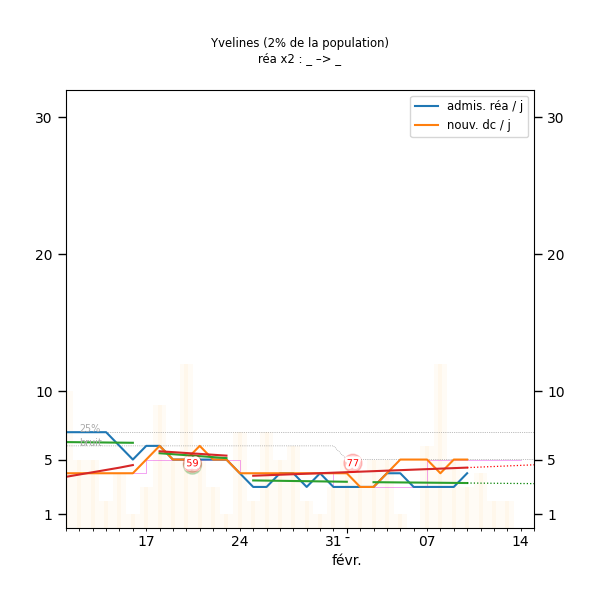 Yvelines (2% de la population)
réa x2 : _ –> _
admis. réa / j
nouv. dc / j
30 30
20 20
10 10
25%
bruit
5 59 77 5
1 1
17 24 31 - 07 14
févr.